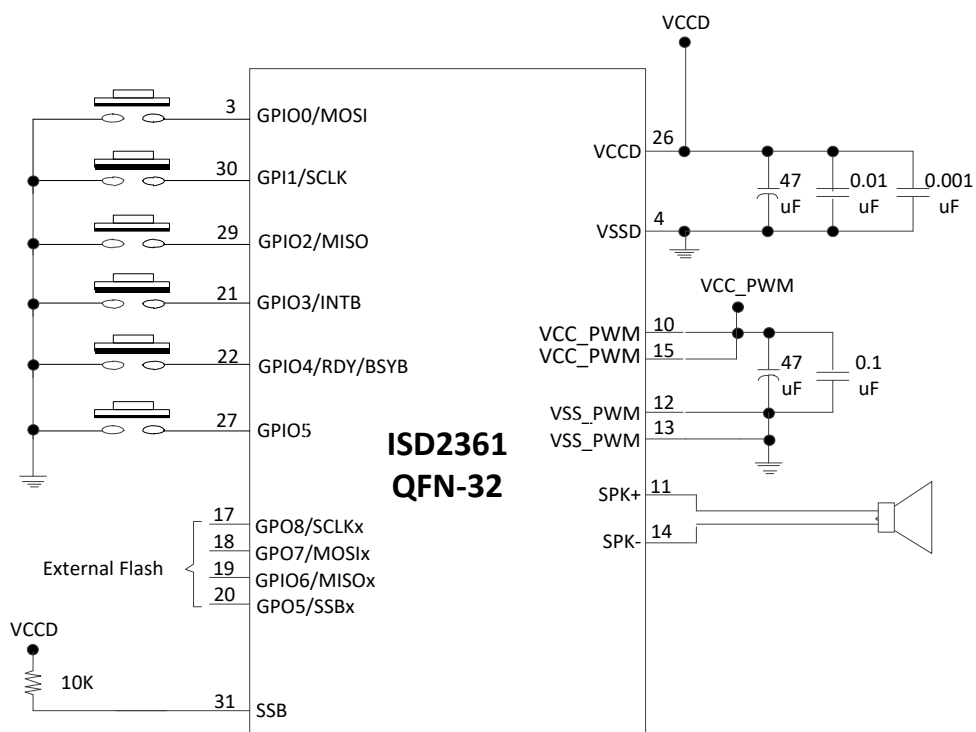 VCCD
3
GPIO0/MOSI
30
GPI1/SCLK
29
GPIO2/MISO
21
GPIO3/INTB
22
GPIO4/RDY/BSYB
27
GPIO5
ISD2361
QFN-32
17
GPO8/SCLKx
18
GPO7/MOSIx
19
GPIO6/MISOx
20
GPO5/SSBx
External Flash
VCCD
10K
31
SSB
26
VCCD
47
uF
0.01
uF
0.001
uF
4
VSSD
VCC_PWM
10
VCC_PWM
15
VCC_PWM
47
uF
0.1
uF
12
VSS_PWM
13
VSS_PWM
11
SPK+
14
SPK-